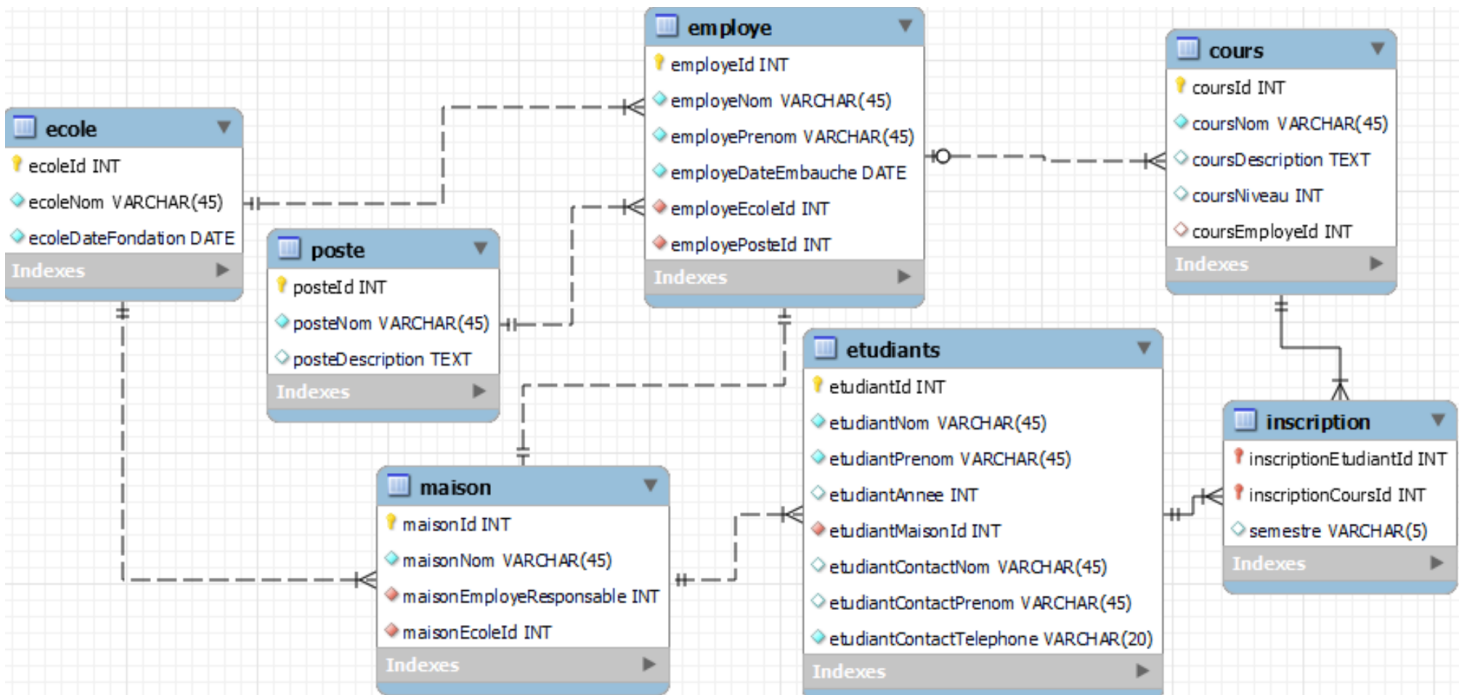 ecole
ecoleId INT
ecoleNom VARCHAR(45)
ecoleDateFondation DATE
Indexes
poste
posteId INT
posteNom VARCHAR(45)
posteDescription TEXT
Indexes
employe
employeId INT
employeNom VARCHAR(45)
employePrenom VARCHAR(45)
employeDateEmbauche DATE
employeEcoleId INT
employePosteId INT
Indexes
cours
coursId INT
coursNom VARCHAR(45)
coursDescription TEXT
coursNiveau INT
coursEmployeId INT
Indexes
maison
maisonId INT
maisonNom VARCHAR(45)
maisonEmployeResponsable INT
maisonEcoleId INT
Indexes
etudiants
etudiantId INT
etudiantNom VARCHAR(45)
etudiantPrenom VARCHAR(45)
etudiantAnnee INT
etudiantMaisonId INT
etudiantContactNom VARCHAR(45)
etudiantContactPrenom VARCHAR(45)
etudiantContactTelephone VARCHAR(20)
Indexes
inscription
inscriptionEtudiantId INT
inscriptionCoursId INT
semestre VARCHAR(5)
Indexes